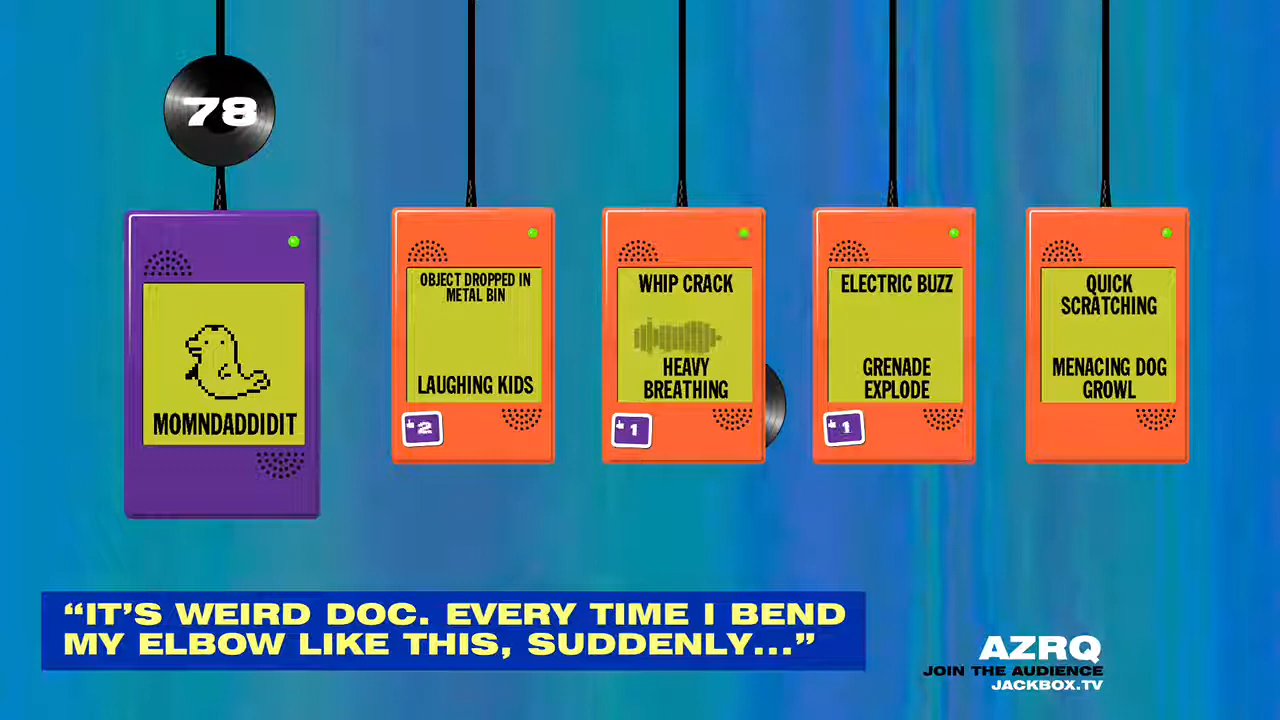 78
MOMNDADDIDIT
OBJECT DROPPED IN
METAL BIN
LAUGHING KIDS
2
WHIP CRACK
HEAVY
BREATHING
1
ELECTRIC BUZZ
GRENADE
EXPLODE
1
QUICK
SCRATCHING
MENACING DOG
GROWL
“IT’S WEIRD DOC. EVERY TIME I BEND
MY ELBOW LIKE THIS, SUDDENLY...”
AZRQ
JOIN THE AUDIENCE
JACKBOX.TV